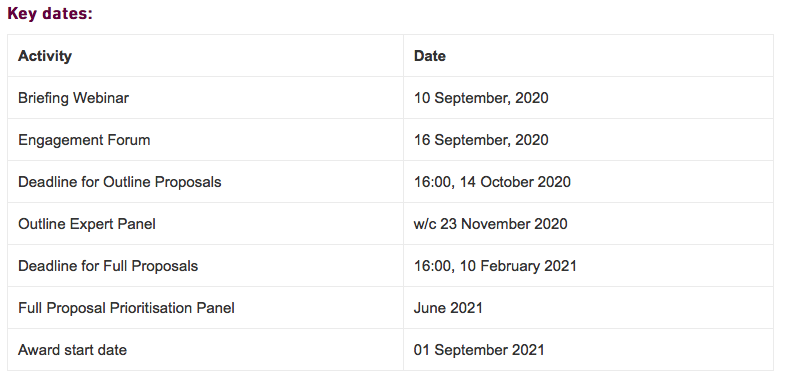 Key dates:
Activity Date
Briefing Webinar 10 September, 2020
Engagement Forum 16 September, 2020
Deadline for Outline Proposals 16:00, 14 October 2020
Outline Expert Panel w/c 23 November 2020
Deadline for Full Proposals 16:00, 10 February 2021
Full Proposal Prioritisation Panel June 2021
Award start date 01 September 2021